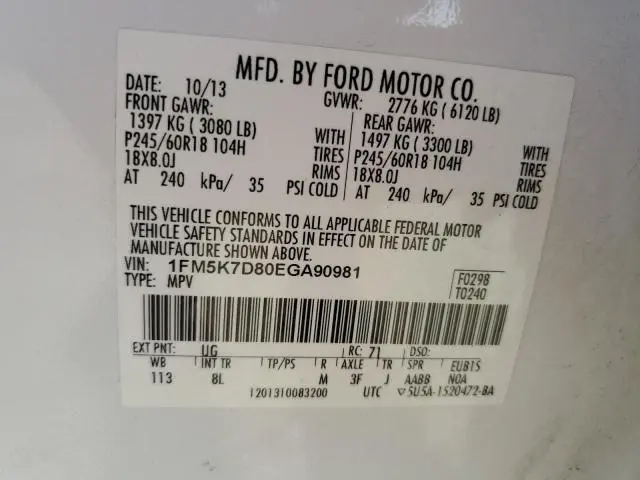 MFD. BY FORD MOTOR CO.
DATE: 10/13 GVWR: 2776 KG ( 6120 LB)
FRONT GAWR: REAR GAWR:
1397 KG ( 3080 LB) WITH 1497 KG ( 3300 LB) WITH
P245/60R18 104H TIRES P245/60R18 104H TIRES
18X8.0J RIMS 18X8.0J RIMS
AT 240 kPa/ 35 PSI COLD AT 240 kPa/ 35 PSI COLD
THIS VEHICLE CONFORMS TO ALL APPLICABLE FEDERAL MOTOR
VEHICLE SAFETY STANDARDS IN EFFECT ON THE DATE OF
MANUFACTURE SHOWN ABOVE.
VIN: 1FM5K7D80EGA90981
TYPE: MPV
F0298
T0240
EXT PNT: UG RC: 71 DSO:
WB INT TR TP/PS R AXLE TR SPR EUB15
113 8L M 3F J AABB NOA
1201310083200 UTC 5U5A-1520472-BA